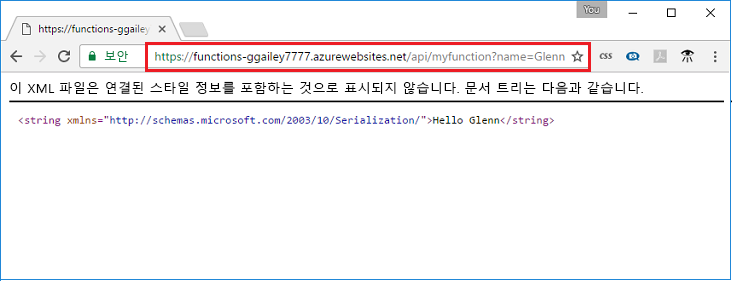 You
https://functions-ggaile
보안
https://functions-ggailey7777.azurewebsites.net/api/myfunction?name=Glenn
css
이 XML 파일은 연결된 스타일 정보를 포함하는 것으로 표시되지 않습니다. 문서 트리는 다음과 같습니다.
<string xmlns="http://schemas.microsoft.com/2003/10/Serialization/">Hello Glenn</string>